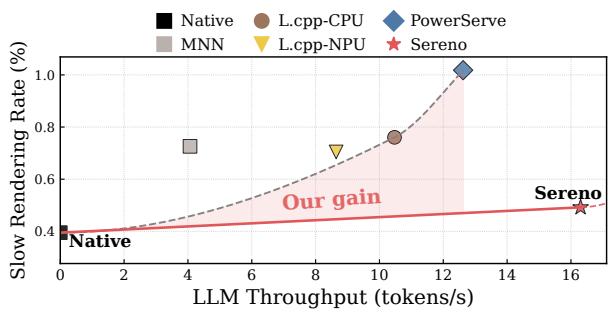 Native L.cpp-CPU PowerServe
MNN L.cpp-NPU Sereno
Slow Rendering Rate (%)
1.0
0.8
0.6
0.4
Our gain
Sereno
Native
0 2 4 6 8 10 12 14 16
LLM Throughput (tokens/s)